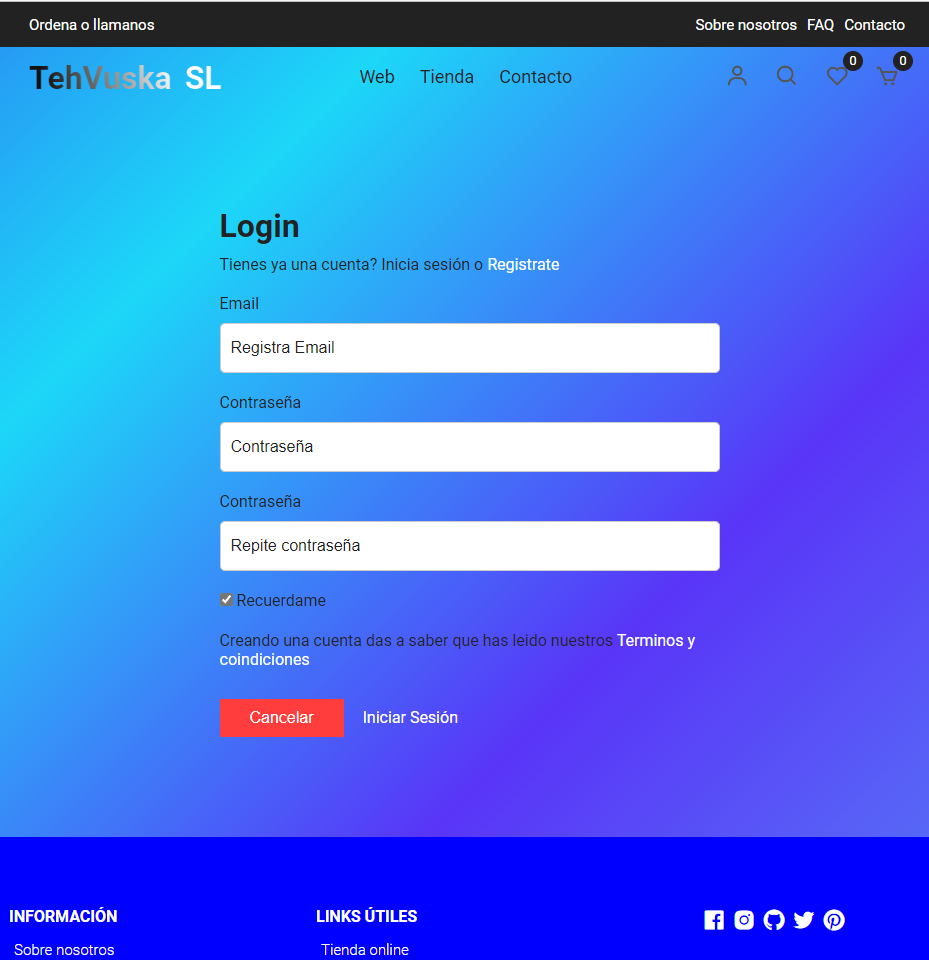 Ordena o llamanos
Sobre nosotros FAQ Contacto
TehVuska SL
Web Tienda Contacto
0 0
Login
Tienes ya una cuenta? Inicia sesión o Registrate
Email
Registra Email
Contraseña
Contraseña
Contraseña
Repite contraseña
Recuerdame
Creando una cuenta das a saber que has leido nuestros Terminos y
coindiciones
Cancelar Iniciar Sesión
INFORMACIÓN LINKS ÚTILES
Sobre nosotros Tienda online